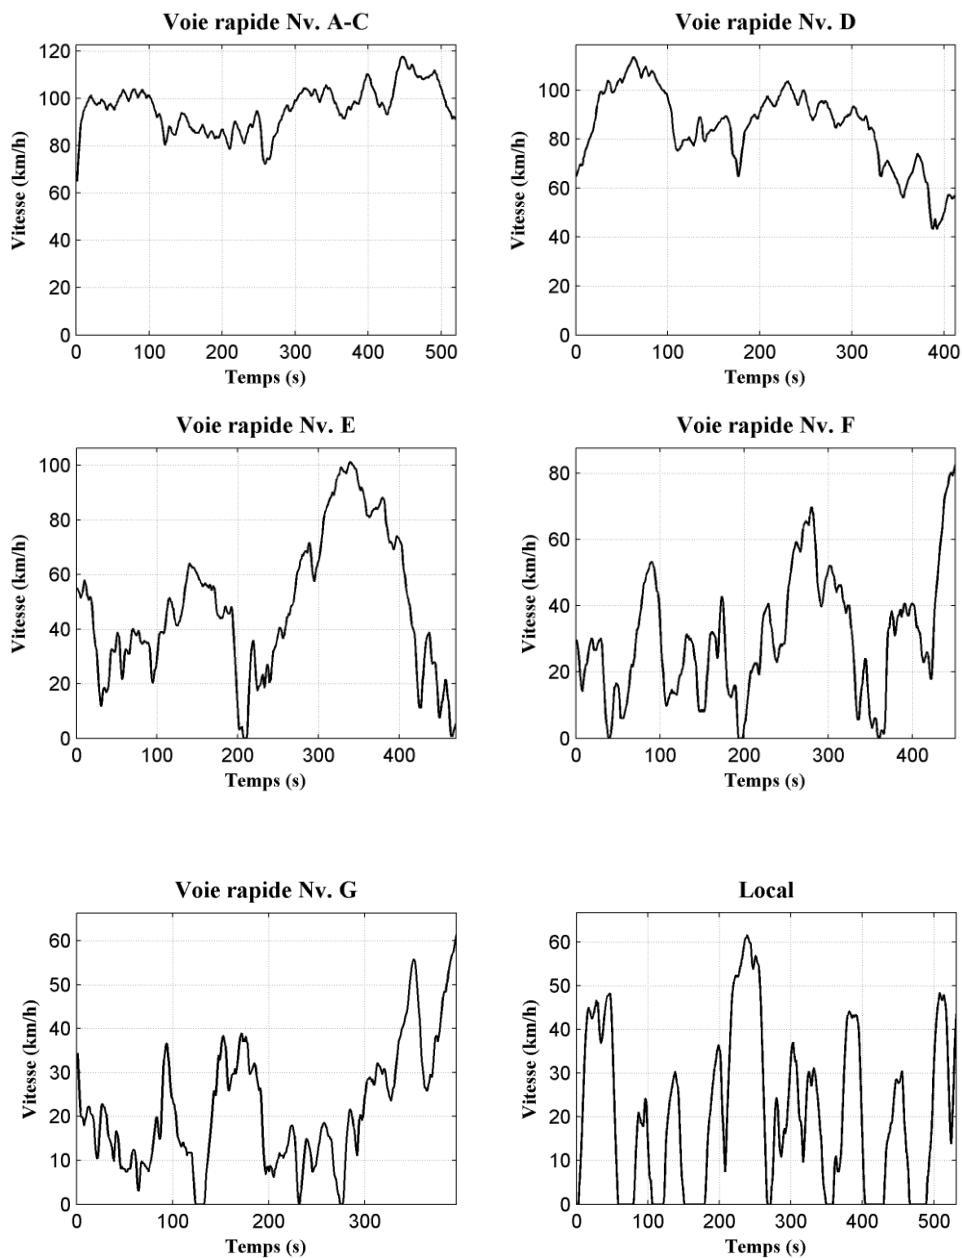 Voie rapide Nv. A-C
Vitesse (km/h)
120
100
80
60
40
20
0
0 100 200 300 400 500
Temps (s)
Voie rapide Nv. D
Vitesse (km/h)
100
80
60
40
20
0
0 100 200 300 400
Temps (s)
Voie rapide Nv. E
Vitesse (km/h)
100
80
60
40
20
0
0 100 200 300 400
Temps (s)
Voie rapide Nv. F
Vitesse (km/h)
80
60
40
20
0
0 100 200 300 400
Temps (s)
Voie rapide Nv. G
Vitesse (km/h)
60
50
40
30
20
10
0
0 100 200 300
Temps (s)
Local
Vitesse (km/h)
60
50
40
30
20
10
0
0 100 200 300 400 500
Temps (s)